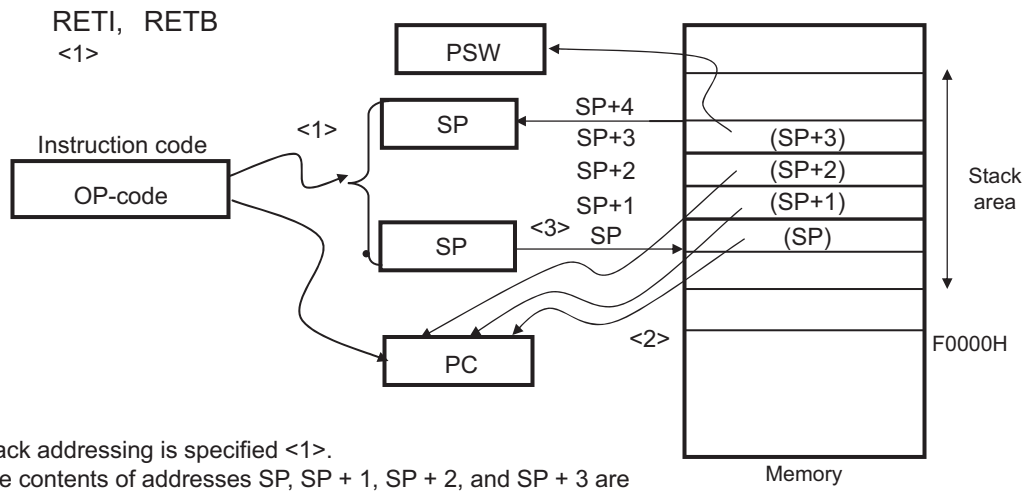 RETI, RETB
<1>
PSW
SP+4
SP
<1>
SP+3
(SP+3)
Instruction code
OP-code
SP+2
(SP+2)
Stack
area
SP+1
(SP+1)
<3>
SP
SP
(SP)
<2>
F0000H
PC
Memory
ack addressing is specified <1>.
e contents of addresses SP, SP + 1, SP + 2, and SP + 3 are